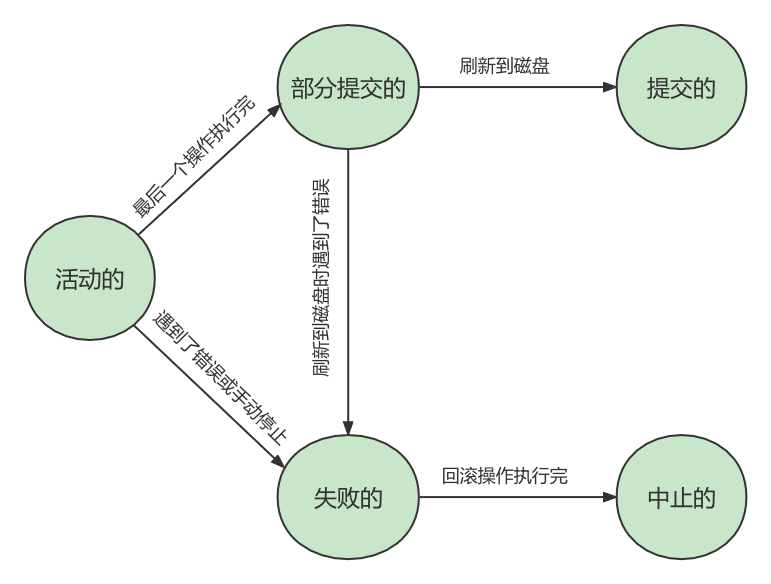 部分提交的
刷新到磁盘
提交的
最后一个操作执行完
活动的
刷新到磁盘时遇到了错误
遇到了错误或手动停止
失败的
回滚操作执行完
中止的